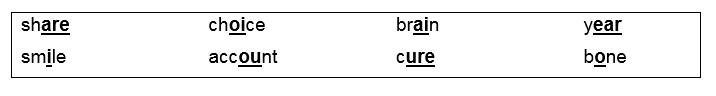 share choice brain year
smile account cure bone